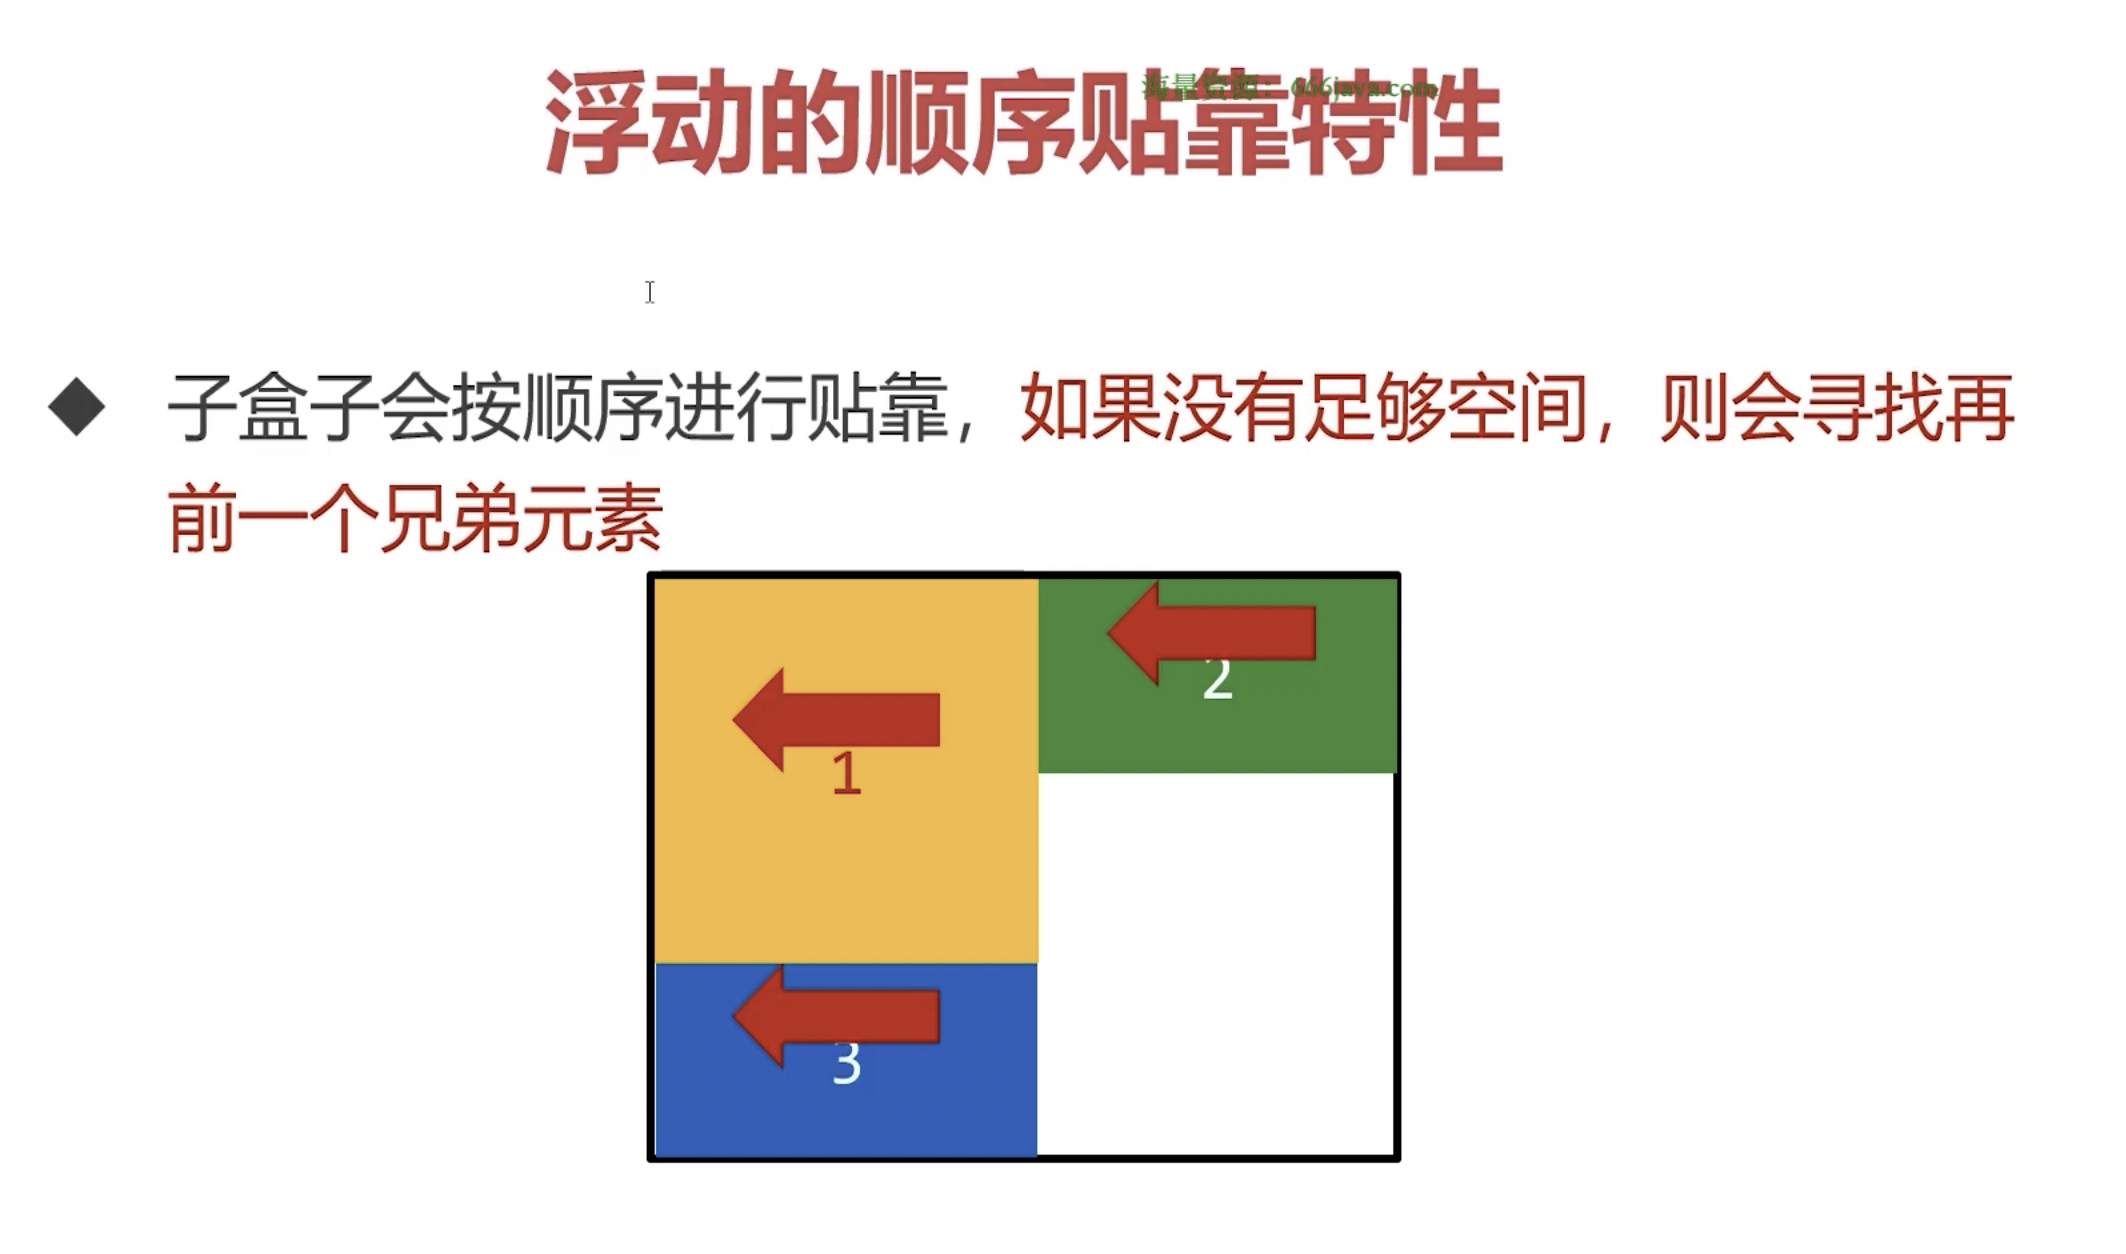 浮动的顺序贴靠特性
海量资源：666java.com
子盒子会按顺序进行贴靠，如果没有足够空间，则会寻找再
前一个兄弟元素
2
1
3